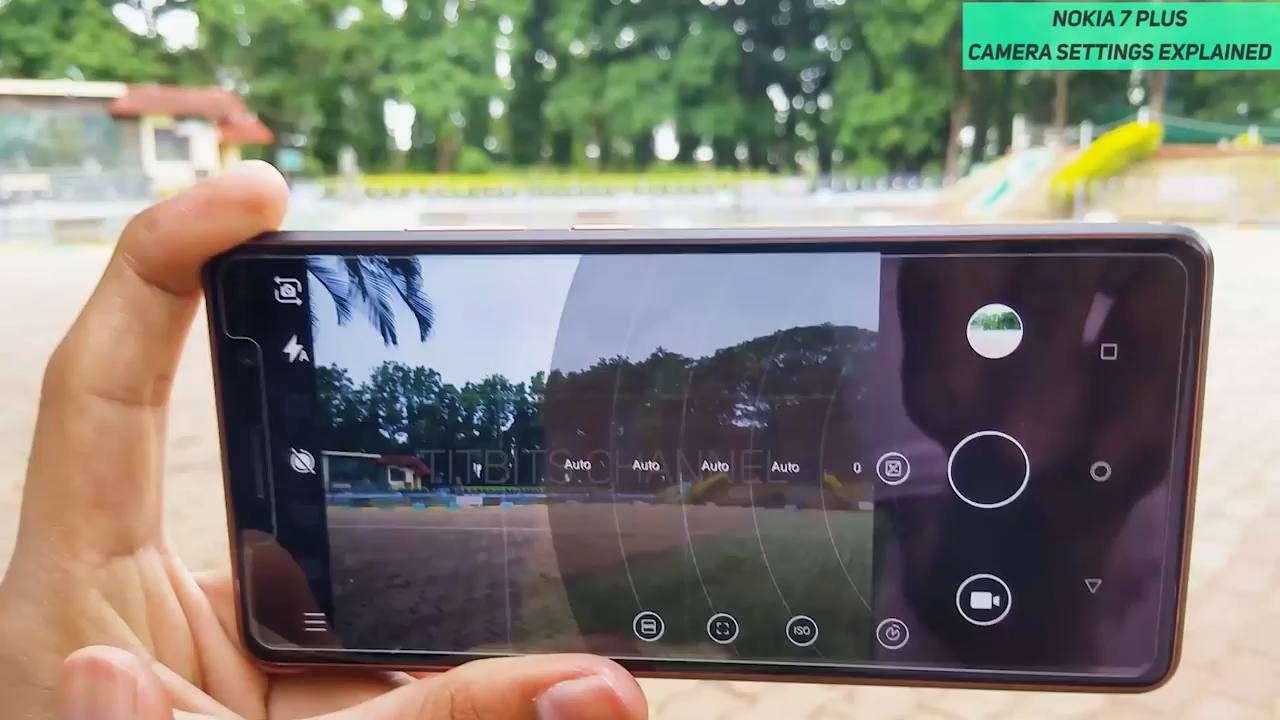 NOKIA 7 PLUS
CAMERA SETTINGS EXPLAINED
A
TITBITS CHANNEL
Auto Auto Auto Auto 0
ISO